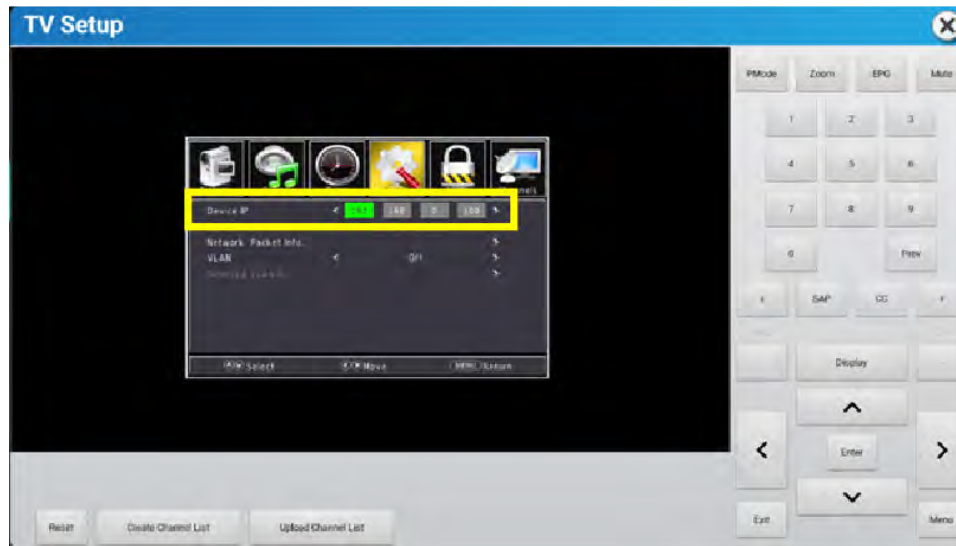 TV Setup
PMode Zoom EPG Mute
1 2 3
4 5 6
7 8 9
0 Prev
SAP CC
Display
Enter
Exit Menu
Device IP 168 0 100
Network Packet Info.
VLAN Off
Select Move MENU Return
Reset Create Channel List Upload Channel List